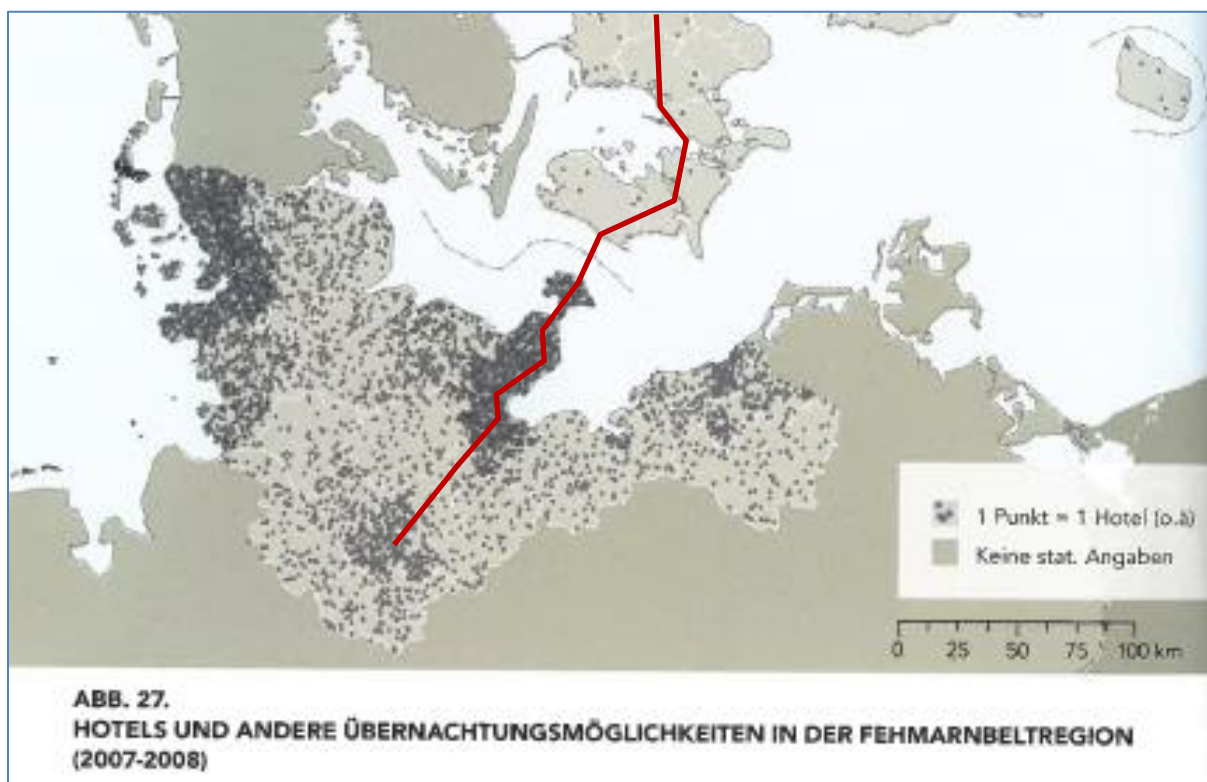 1 Punkt = 1 Hotel (o.ä)
Keine stat. Angaben
0 25 50 75 100 km
ABB. 27.
HOTELS UND ANDERE ÜBERNACHTUNGSMÖGLICHKEITEN IN DER FEHMARNBELTREGION
(2007-2008)